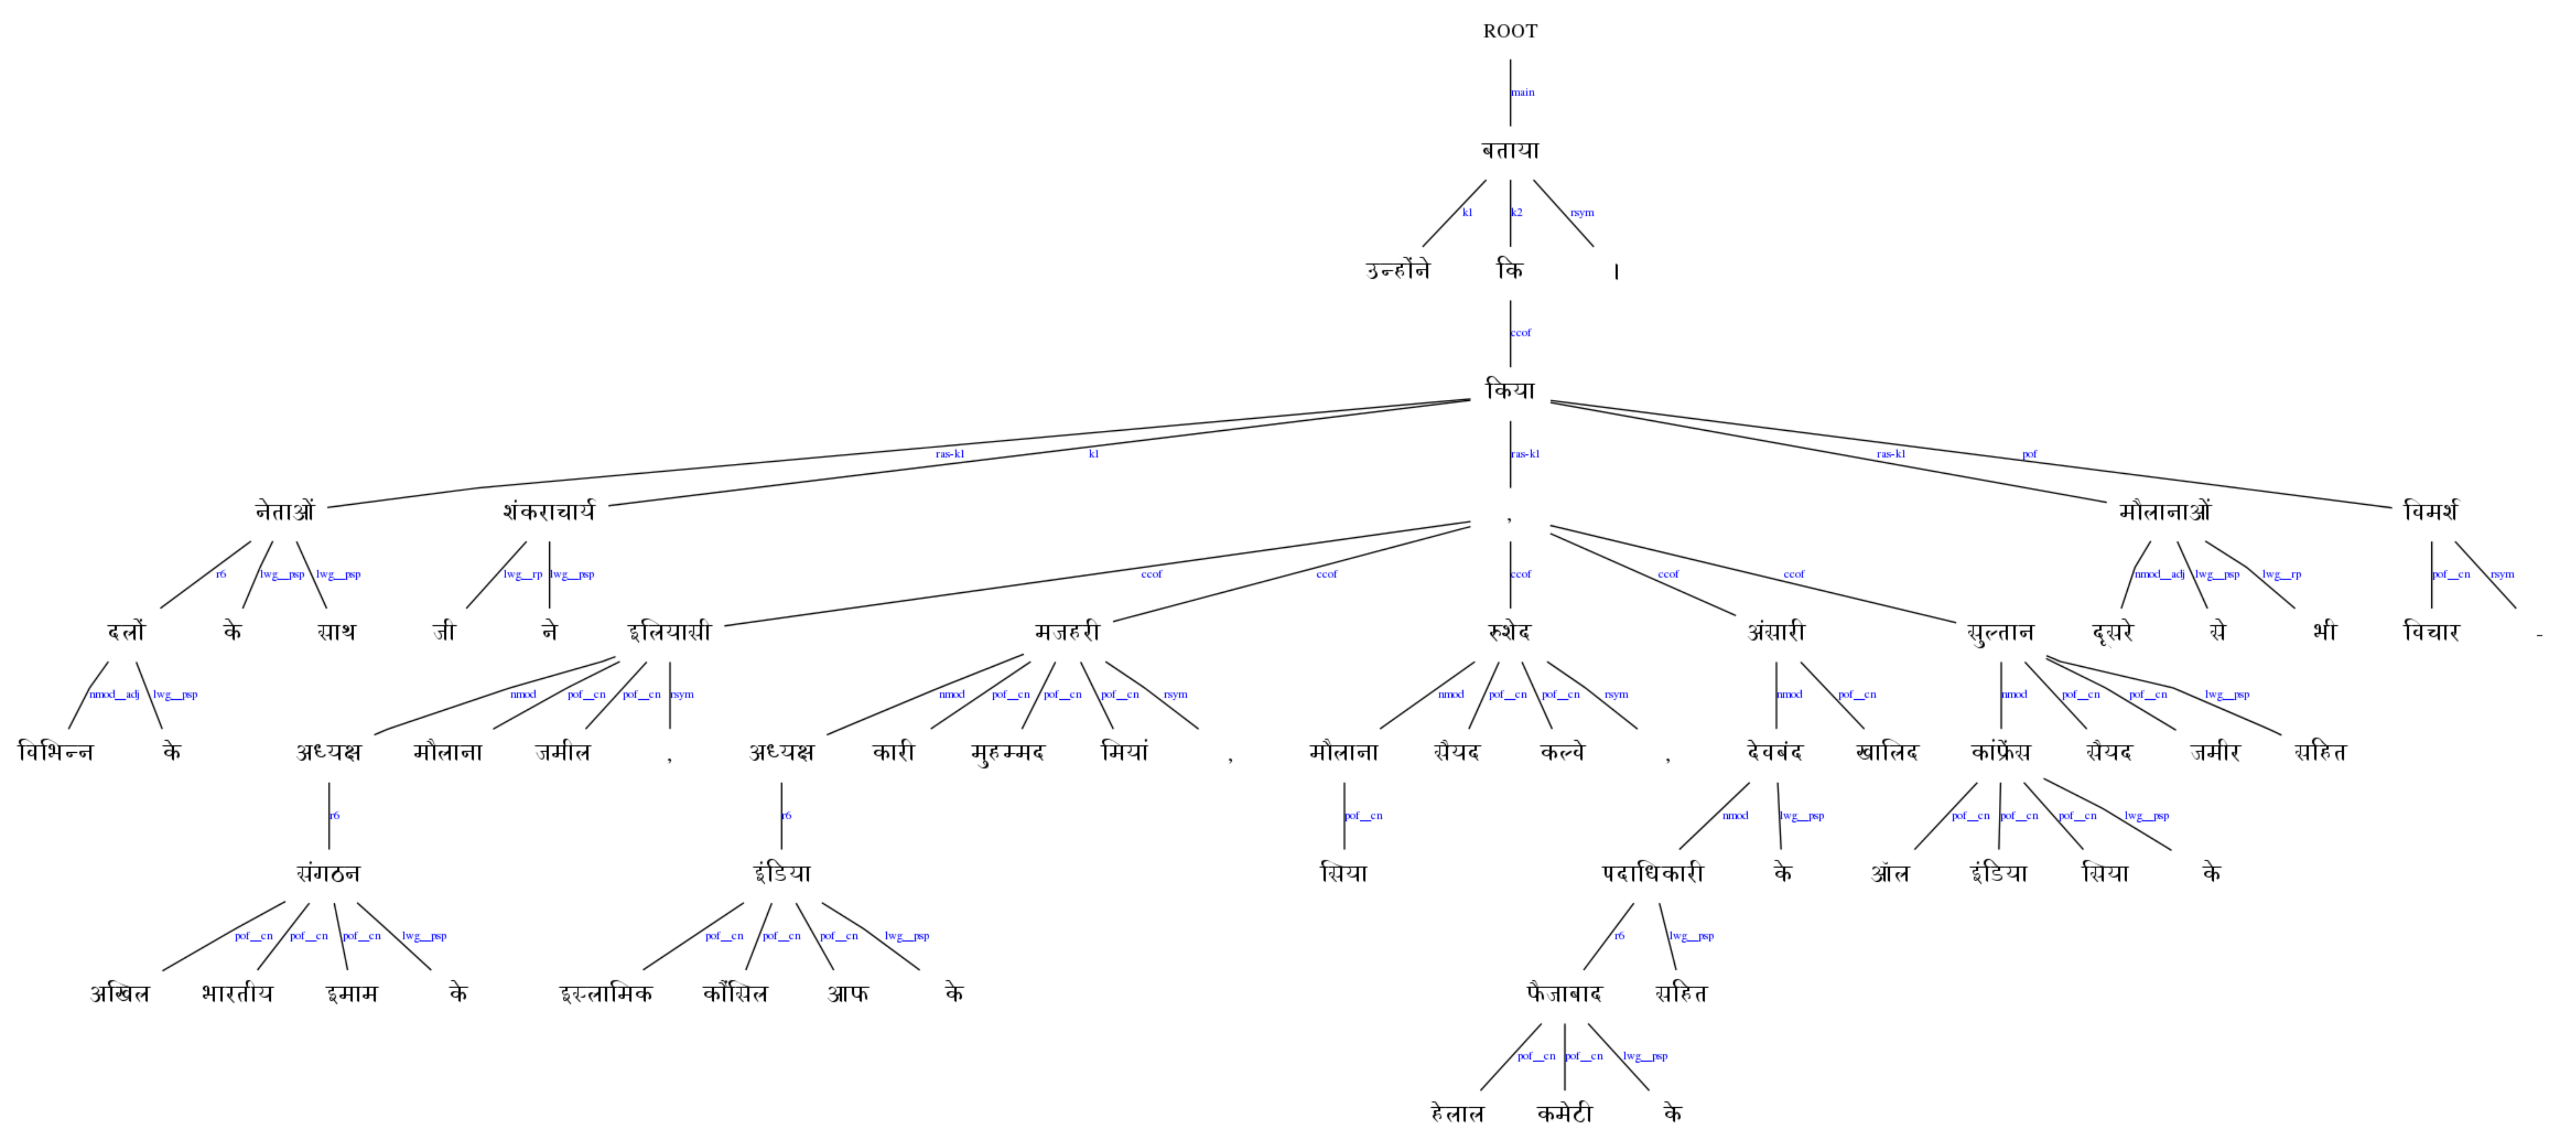 ROOT
main
बताया
k1 k2 rsym
उन्होंने कि ।
ccof
किया
ras-k1 k1 ras-k1 ras-k1 pof
नेताओं शंकराचार्य , मौलानाओं विमर्श
r6 lwg__psp lwg__psp lwg__rp lwg__psp ccof ccof ccof ccof ccof nmod__adj lwg__psp lwg__rp pof__cn rsym
दलों के साथ जी ने इलियासी मजहरी रुशेद अंसारी सुल्तान दूसरे से भी विचार -
nmod__adj lwg__psp nmod pof__cn pof__cn rsym nmod pof__cn pof__cn pof__cn rsym nmod pof__cn pof__cn rsym nmod pof__cn nmod pof__cn pof__cn lwg__psp
विभिन्न के अध्यक्ष मौलाना जमील , अध्यक्ष कारी मुहम्मद मियां , मौलाना सैयद कल्वे , देवबंद खालिद कांफ्रेंस सैयद जमीर सहित
r6 r6 pof__cn nmod lwg__psp pof__cn pof__cn pof__cn lwg__psp
संगठन इंडिया सिया पदाधिकारी के ऑल इंडिया सिया के
pof__cn pof__cn pof__cn lwg__psp pof__cn pof__cn pof__cn lwg__psp r6 lwg__psp
अखिल भारतीय इमाम के इस्लामिक कौंसिल आफ के फैजाबाद सहित
pof__cn pof__cn lwg__psp
हेलाल कमेटी के